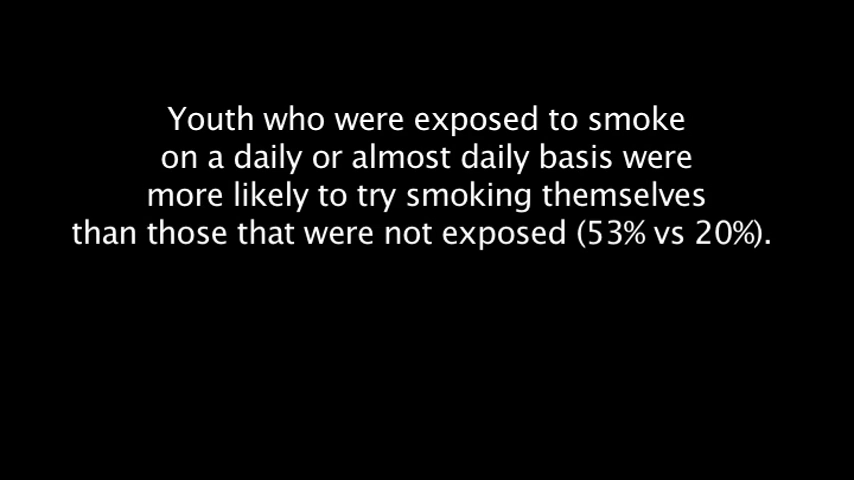 Youth who were exposed to smoke
on a daily or almost daily basis were
more likely to try smoking themselves
than those that were not exposed (53% vs 20%).